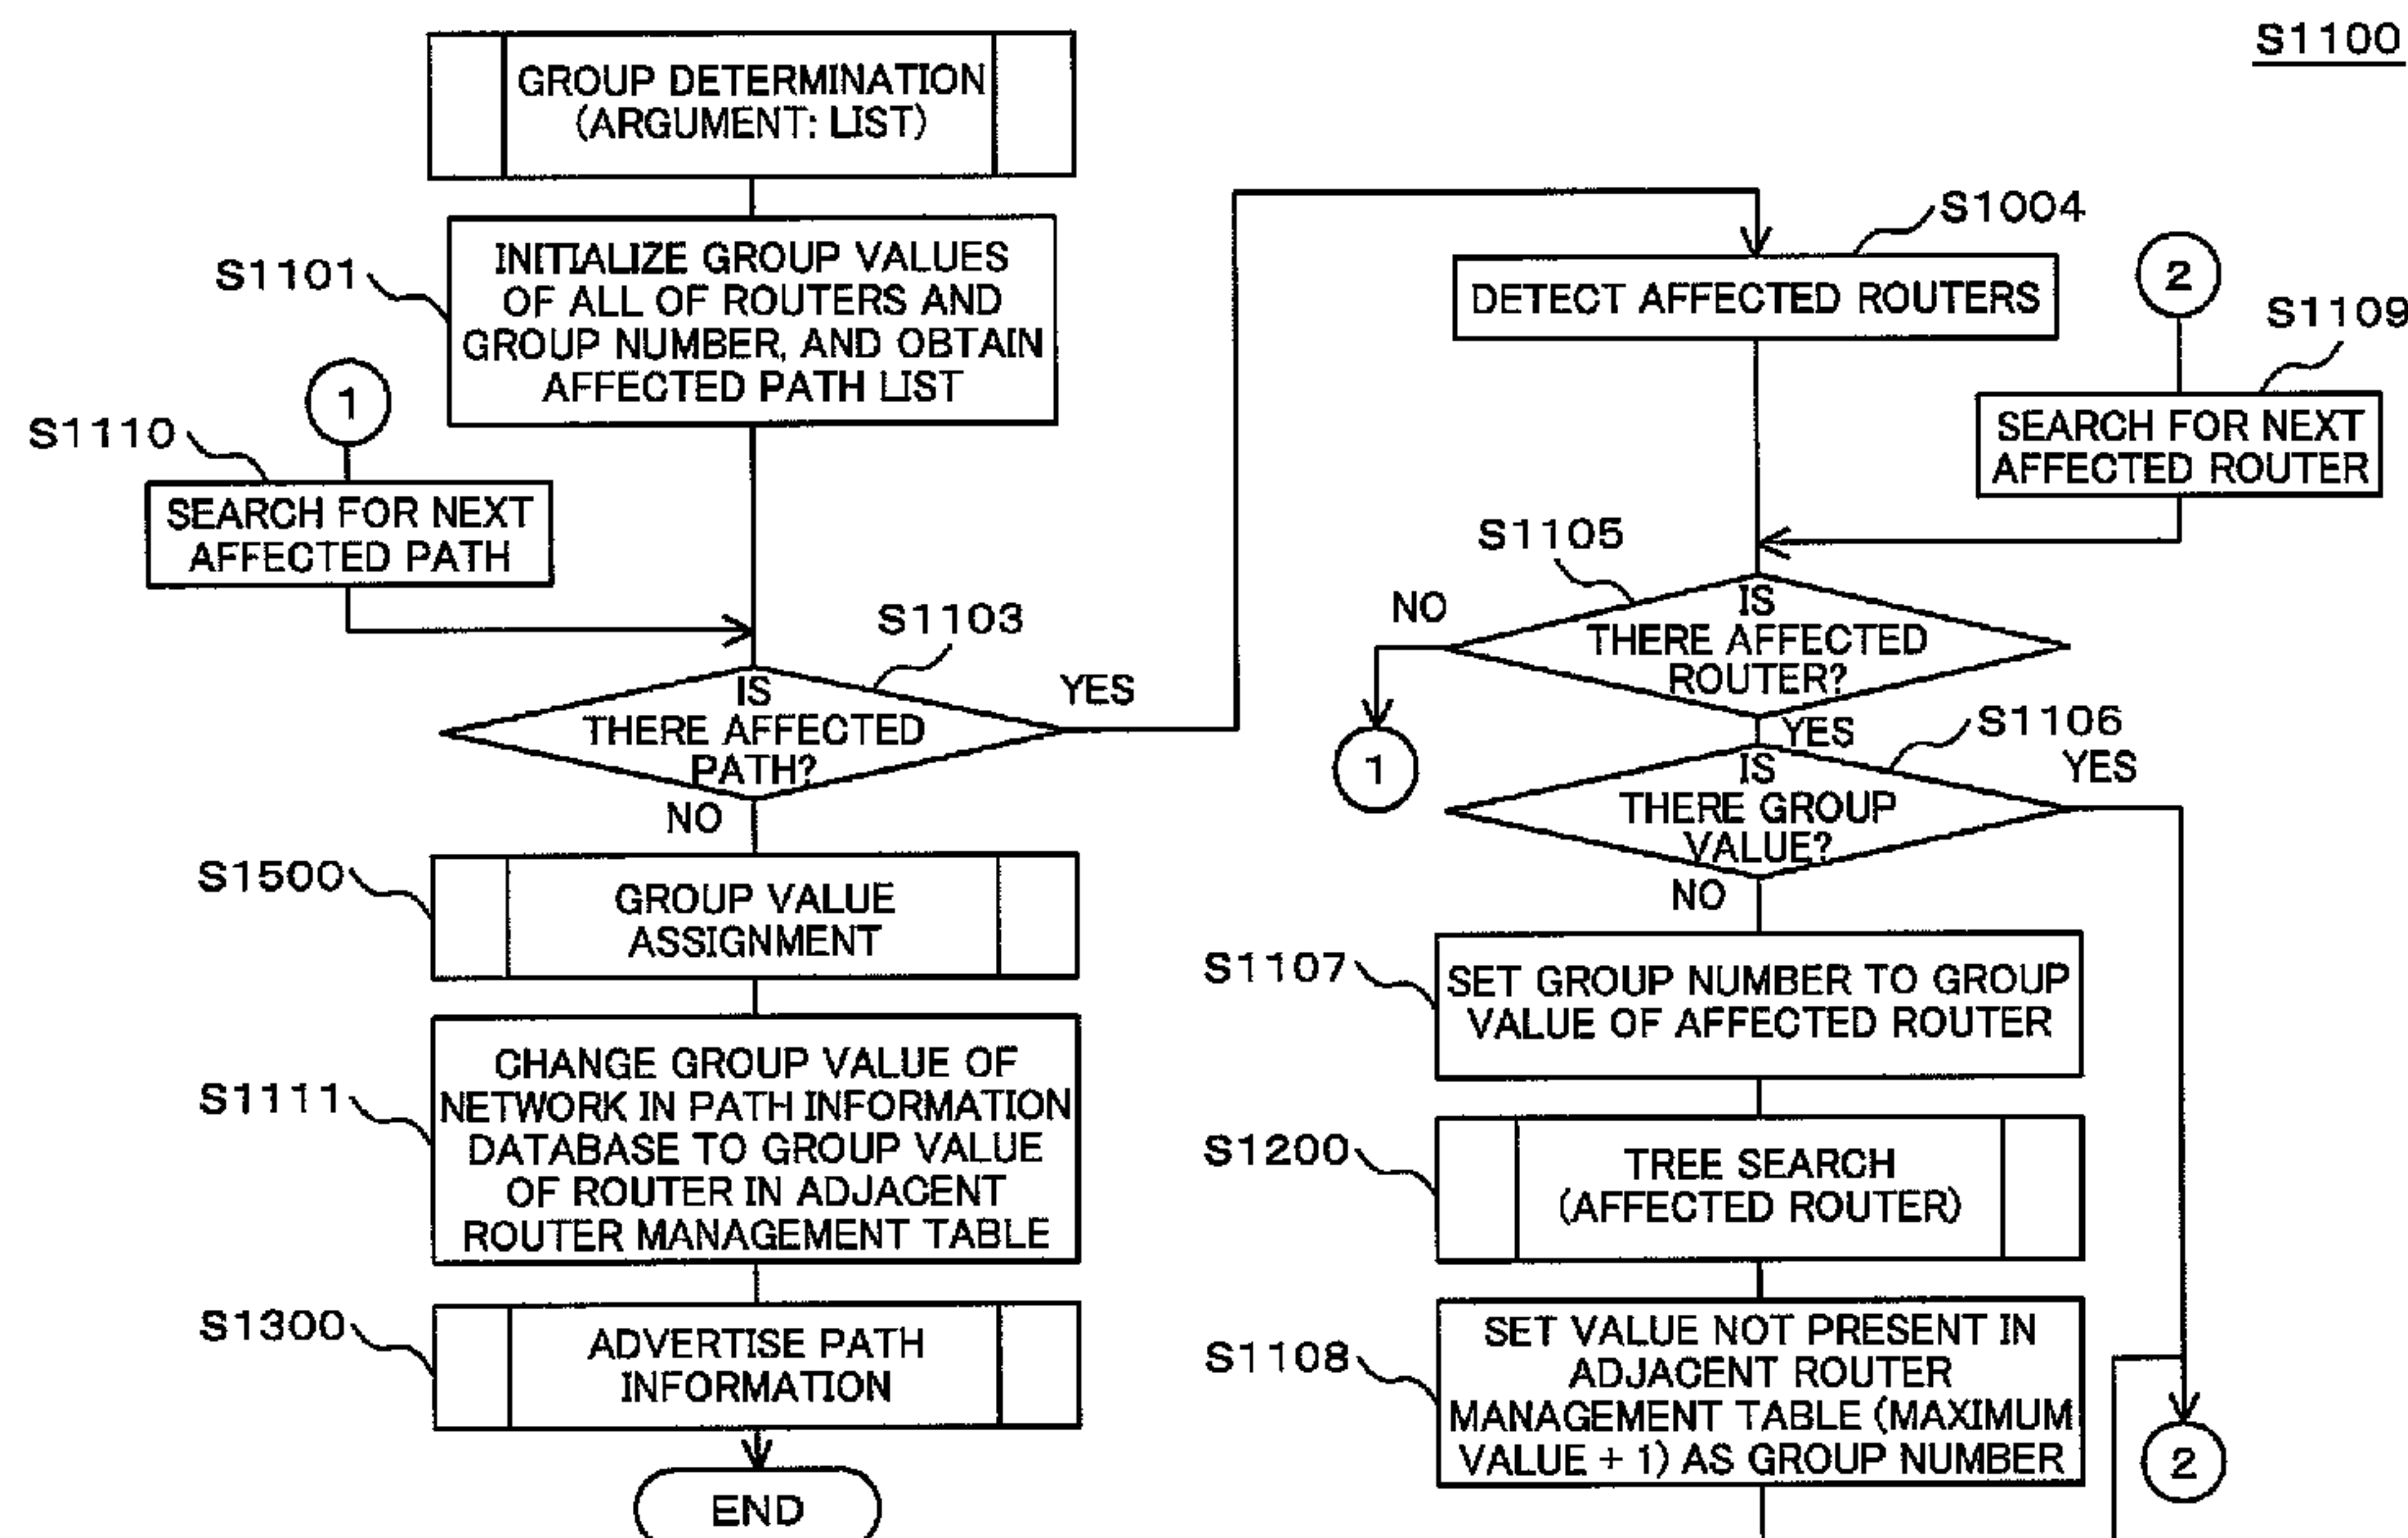 S1100
GROUP DETERMINATION
(ARGUMENT: LIST)
S1101
INITIALIZE GROUP VALUES
OF ALL OF ROUTERS AND
GROUP NUMBER, AND OBTAIN
AFFECTED PATH LIST
1
S1110
SEARCH FOR NEXT
AFFECTED PATH
S1103
IS
THERE AFFECTED
PATH?
YES
NO
S1500
GROUP VALUE
ASSIGNMENT
S1111
CHANGE GROUP VALUE OF
NETWORK IN PATH INFORMATION
DATABASE TO GROUP VALUE
OF ROUTER IN ADJACENT
ROUTER MANAGEMENT TABLE
S1300
ADVERTISE PATH
INFORMATION
END
S1004
DETECT AFFECTED ROUTERS
2
S1109
SEARCH FOR NEXT
AFFECTED ROUTER
S1105
NO
IS
THERE AFFECTED
ROUTER?
1
YES
S1106
IS
THERE GROUP
VALUE?
YES
NO
S1107
SET GROUP NUMBER TO GROUP
VALUE OF AFFECTED ROUTER
S1200
TREE SEARCH
(AFFECTED ROUTER)
S1108
SET VALUE NOT PRESENT IN
ADJACENT ROUTER
MANAGEMENT TABLE (MAXIMUM
VALUE + 1) AS GROUP NUMBER
2